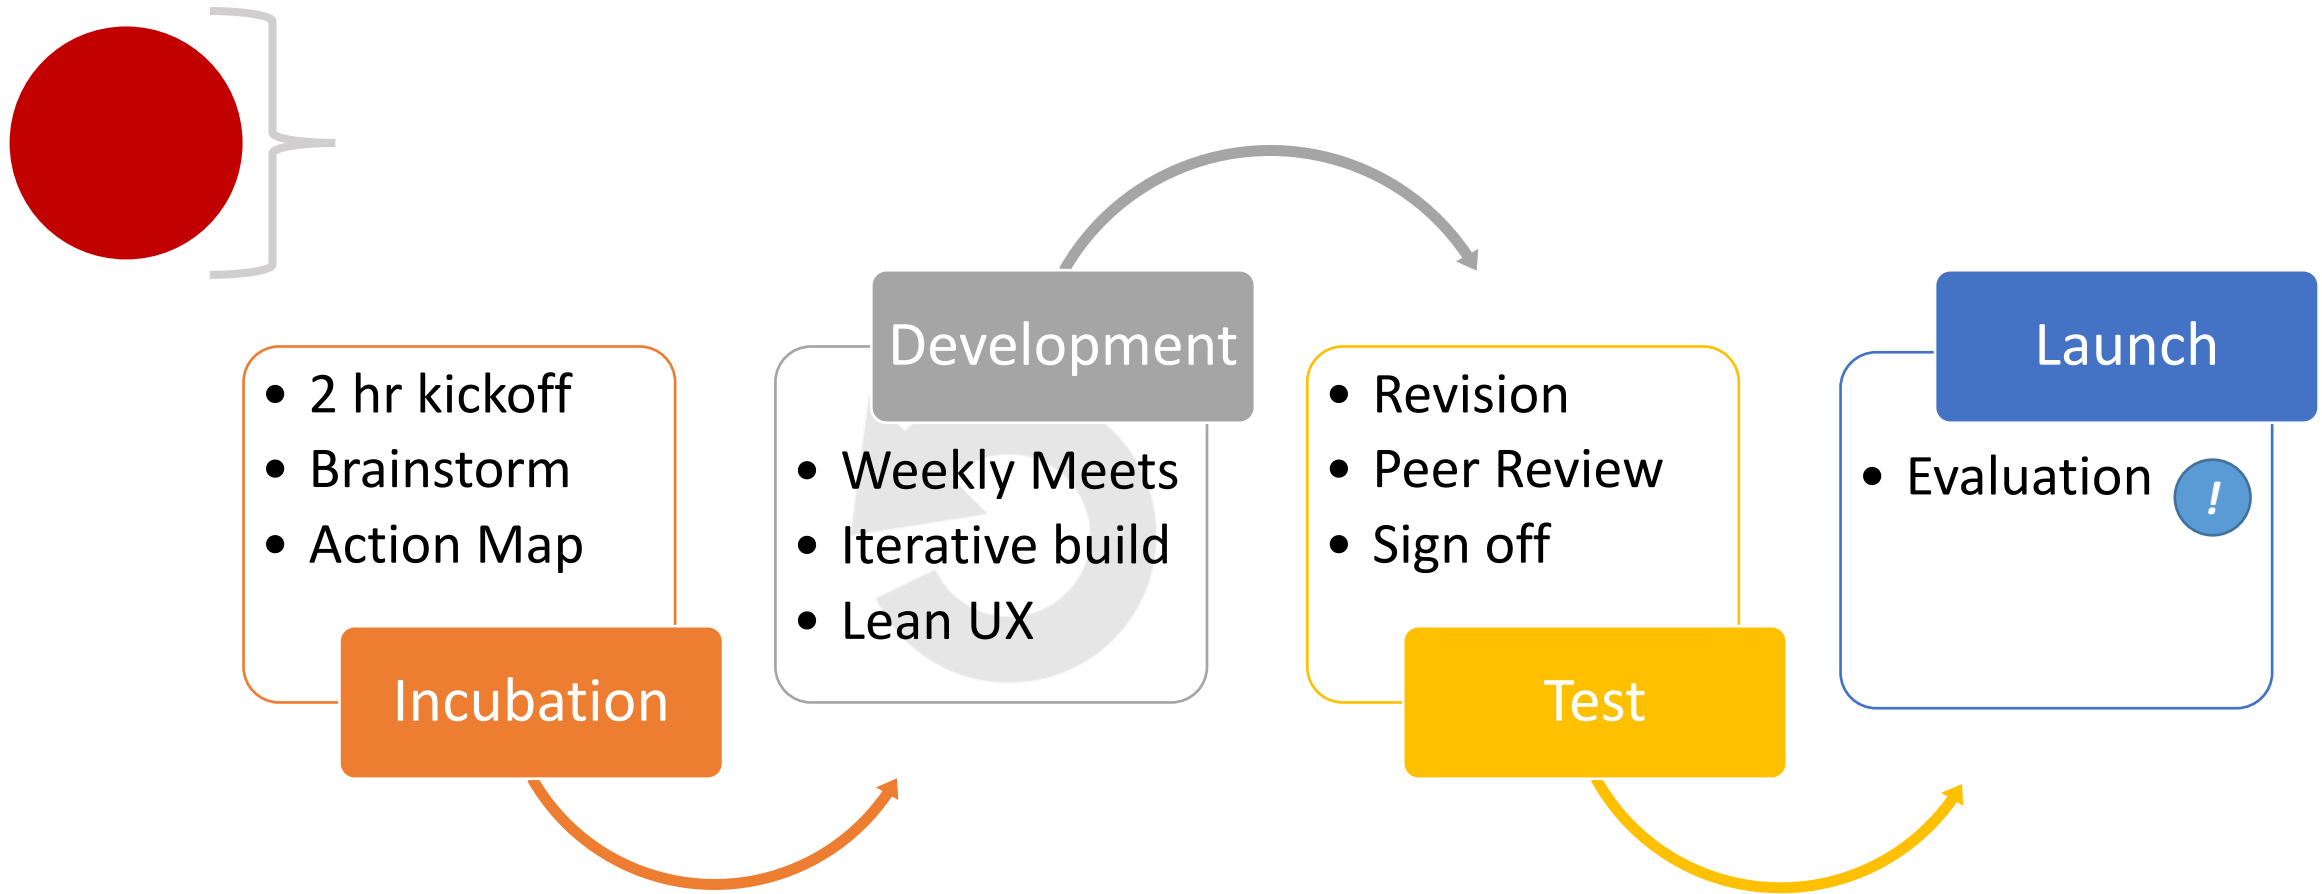 • 2 hr kickoff
• Brainstorm
• Action Map
Incubation
Development
• Weekly Meets
• Iterative build
• Lean UX
• Revision
• Peer Review
• Sign off
Test
Launch
• Evaluation
!